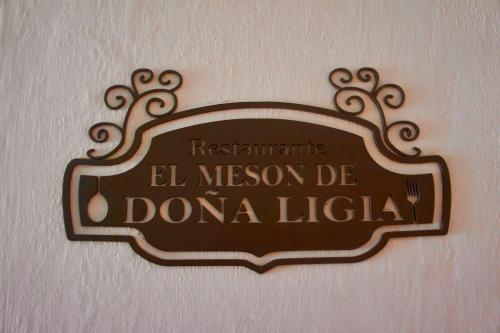 Restaurante
EL MESON DE
DOÑA LIGIA